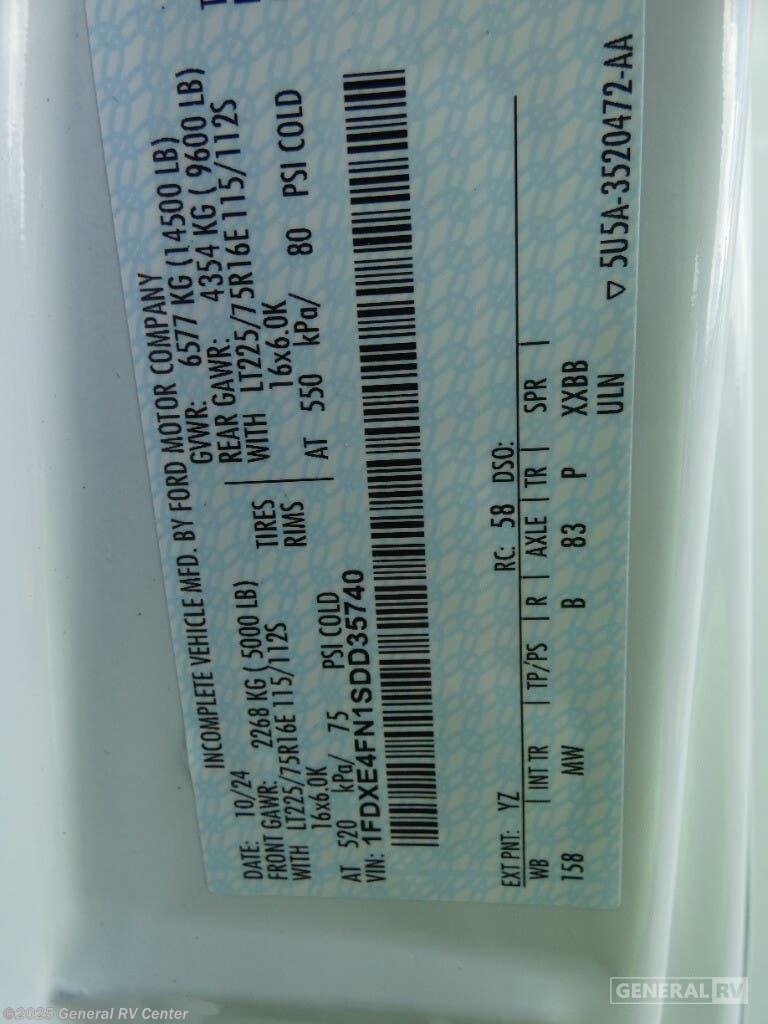 INCOMPLETE VEHICLE MFD. BY FORD MOTOR COMPANY
DATE: 10/24 GVWR: 6577 KG (14500 LB)
FRONT GAWR: 2268 KG ( 5000 LB) REAR GAWR: 4354 KG ( 9600 LB)
WITH LT225/75R16E 115/112S TIRES WITH LT225/75R16E 115/112S
16x6.0K RIMS 16x6.0K
AT 520 kPa/ 75 PSI COLD AT 550 kPa/ 80 PSI COLD
VIN: 1FDXE4FN1SDD35740
EXT PNT: YZ RC: 58 DSO:
WB | INT TR | TP/PS | R | AXLE | TR | SPR |
158 MW B 83 P XXBB
ULN
▽ 5U5A-3520472-AA
GENERAL RV
©2025 General RV Center